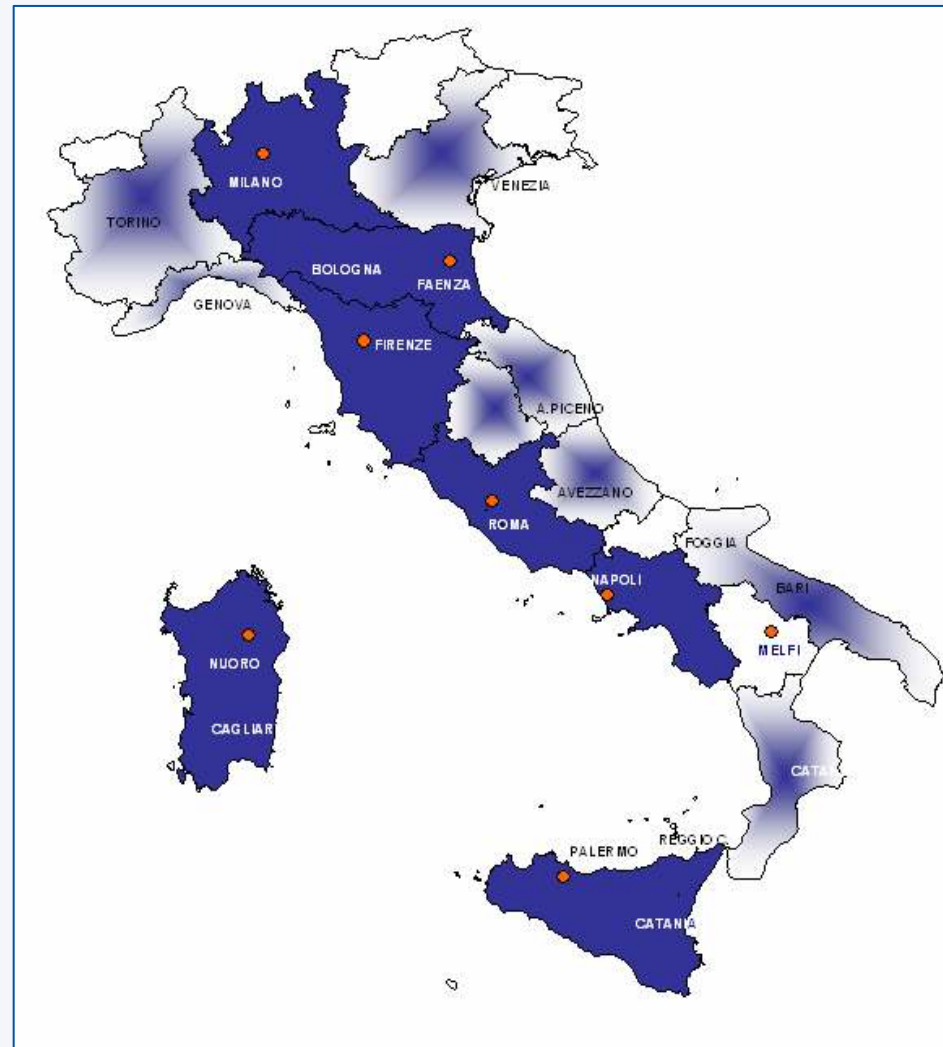 MILANO
VENEZIA
TORINO
BOLOGNA
FAENZA
GENOVA
FIRENZE
A.PICENO
AVEZZANO
ROMA
FOGGIA
NAPOLI
BARI
MELFI
NUORO
CAGLIAR
CATA
REGGIO C.
PALERMO
CATANIA